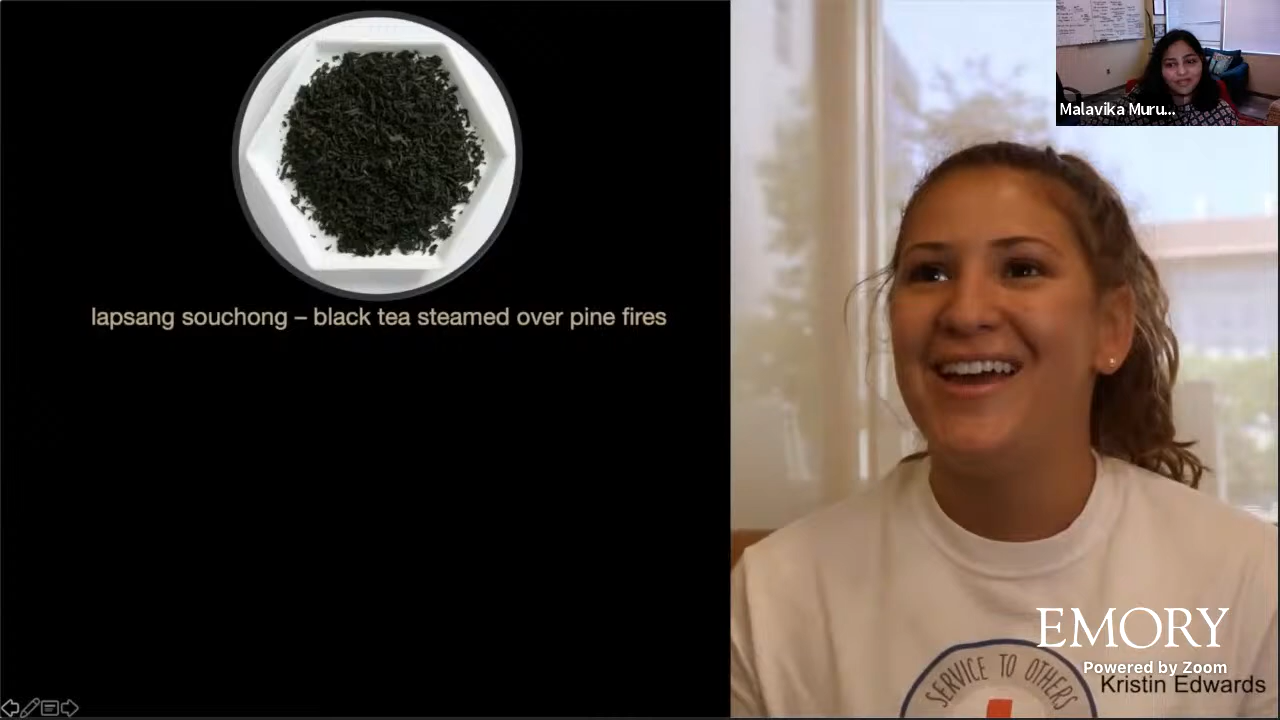 Malavika Muru...
lapsang souchong – black tea steamed over pine fires
EMORY
Powered by Zoom
SERVICE TO OTHERS
Kristin Edwards